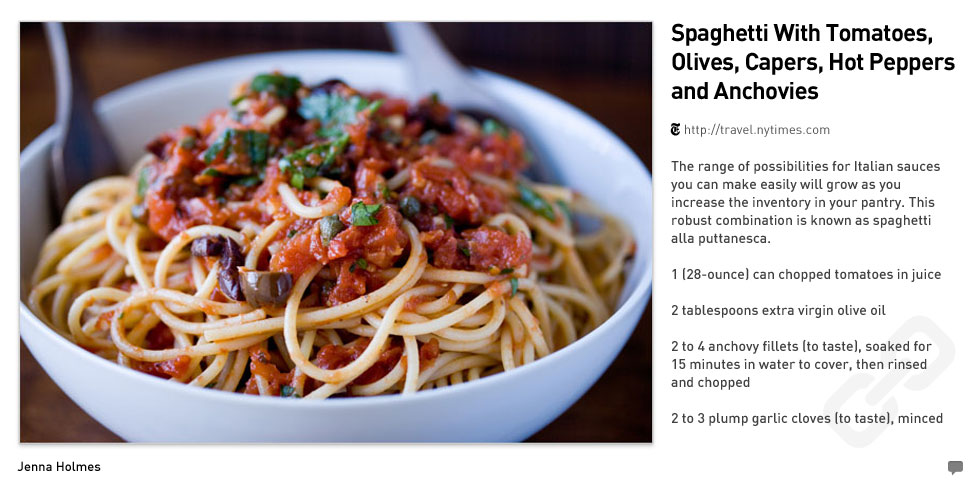 Spaghetti With Tomatoes,
Olives, Capers, Hot Peppers
and Anchovies
http://travel.nytimes.com
The range of possibilities for Italian sauces
you can make easily will grow as you
increase the inventory in your pantry. This
robust combination is known as spaghetti
alla puttanesca.
1 (28-ounce) can chopped tomatoes in juice
2 tablespoons extra virgin olive oil
2 to 4 anchovy fillets (to taste), soaked for
15 minutes in water to cover, then rinsed
and chopped
2 to 3 plump garlic cloves (to taste), minced
Jenna Holmes